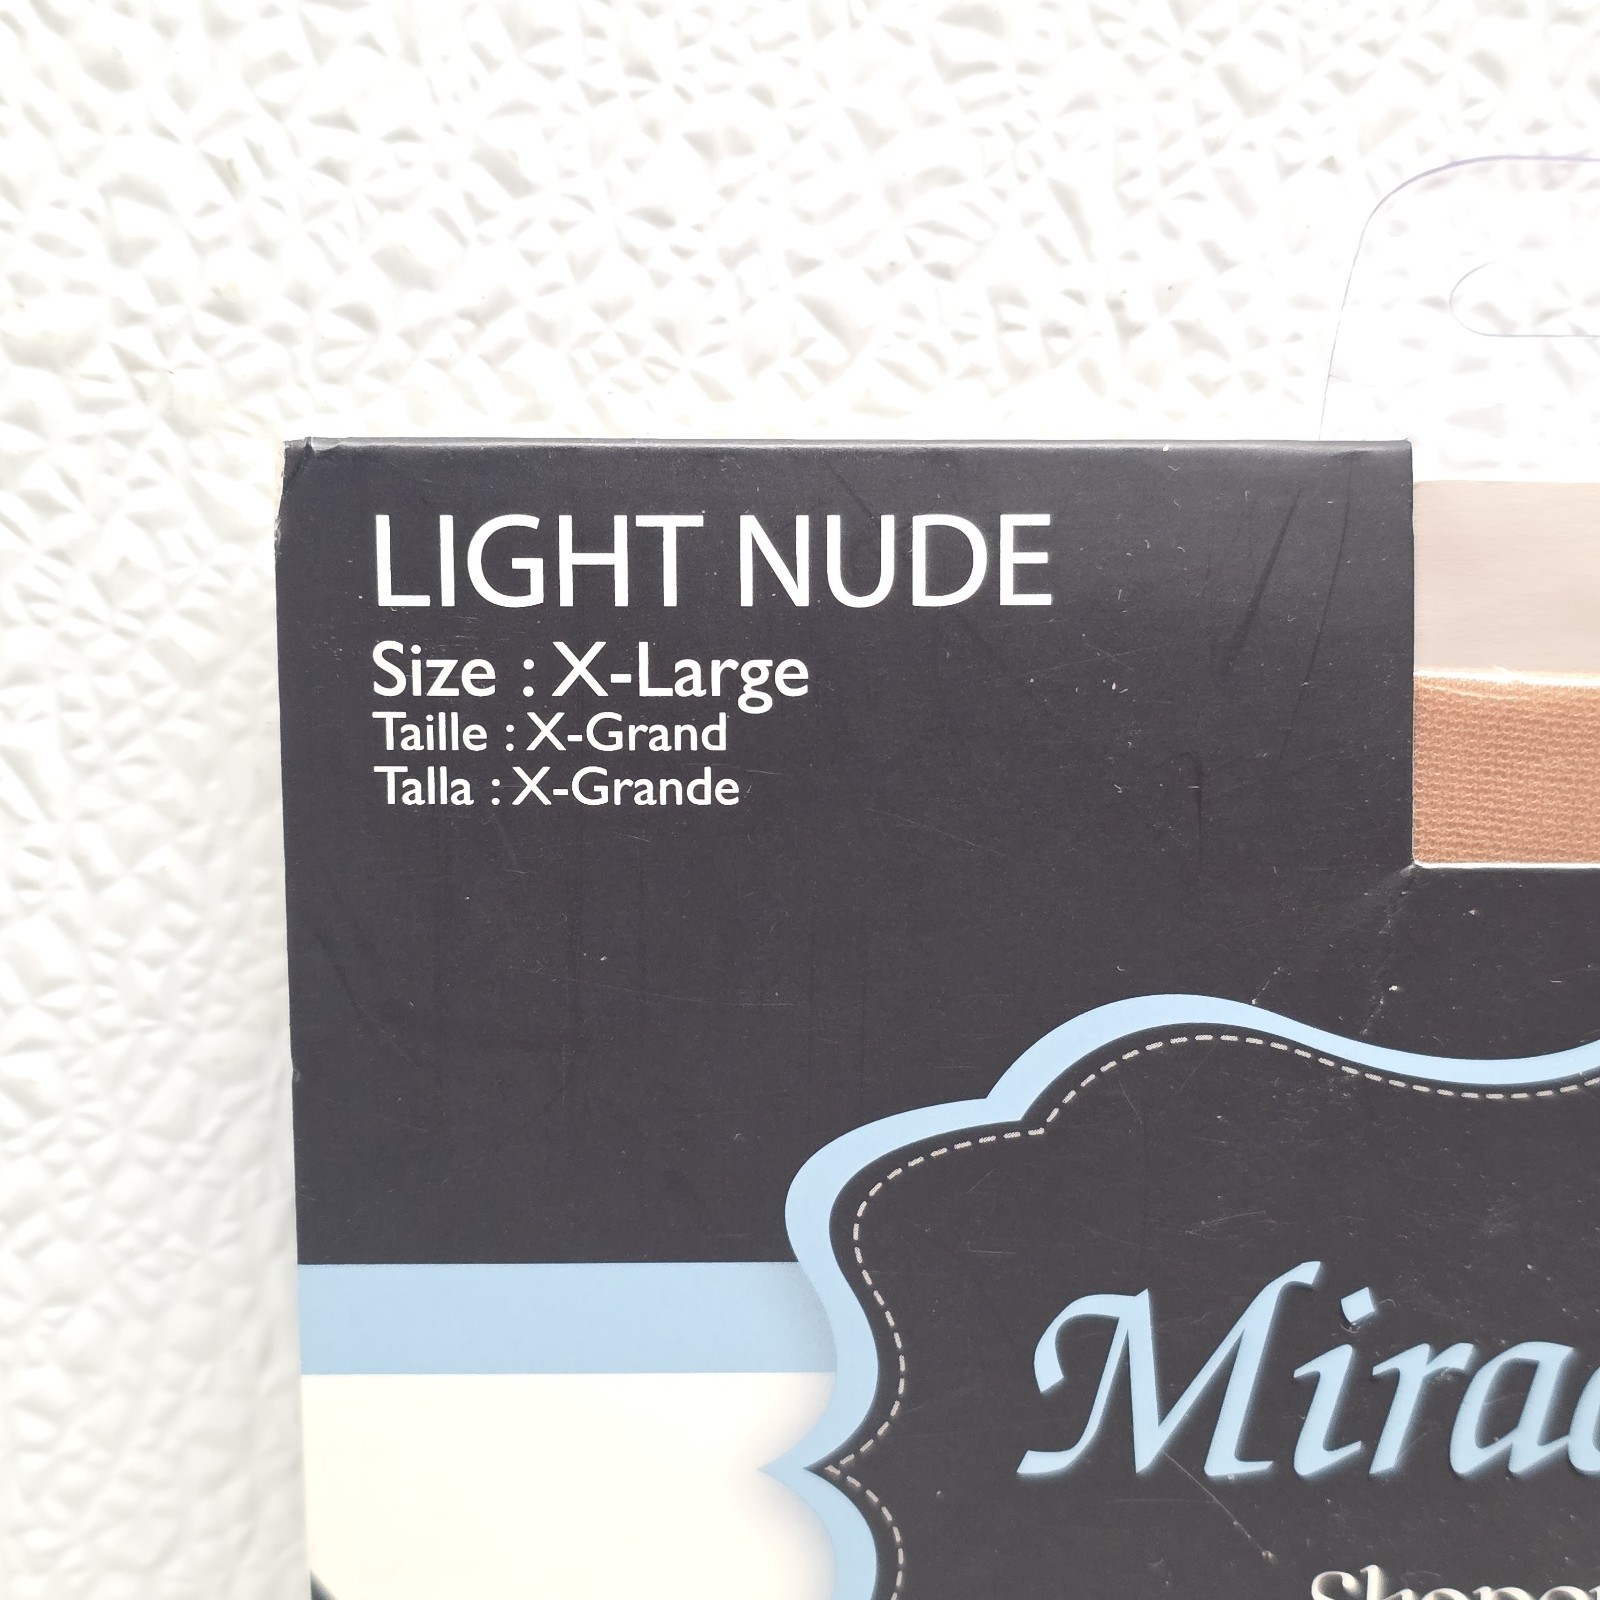 LIGHT NUDE
Size : X-Large
Taille : X-Grand
Talla : X-Grande